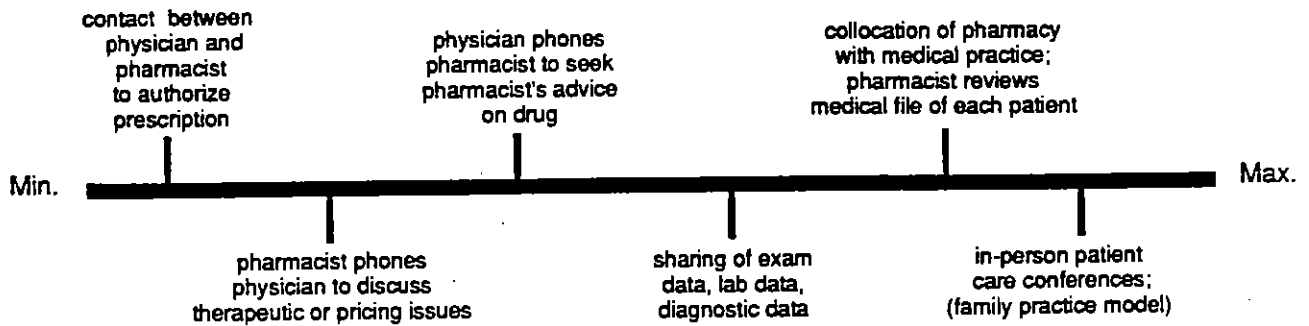 contact between
physician and
pharmacist
to authorize
prescription
physician phones
pharmacist to seek
pharmacist's advice
on drug
collocation of pharmacy
with medical practice;
pharmacist reviews
medical file of each patient
Min.
Max.
pharmacist phones
physician to discuss
therapeutic or pricing issues
sharing of exam
data, lab data,
diagnostic data
in-person patient
care conferences;
(family practice model)